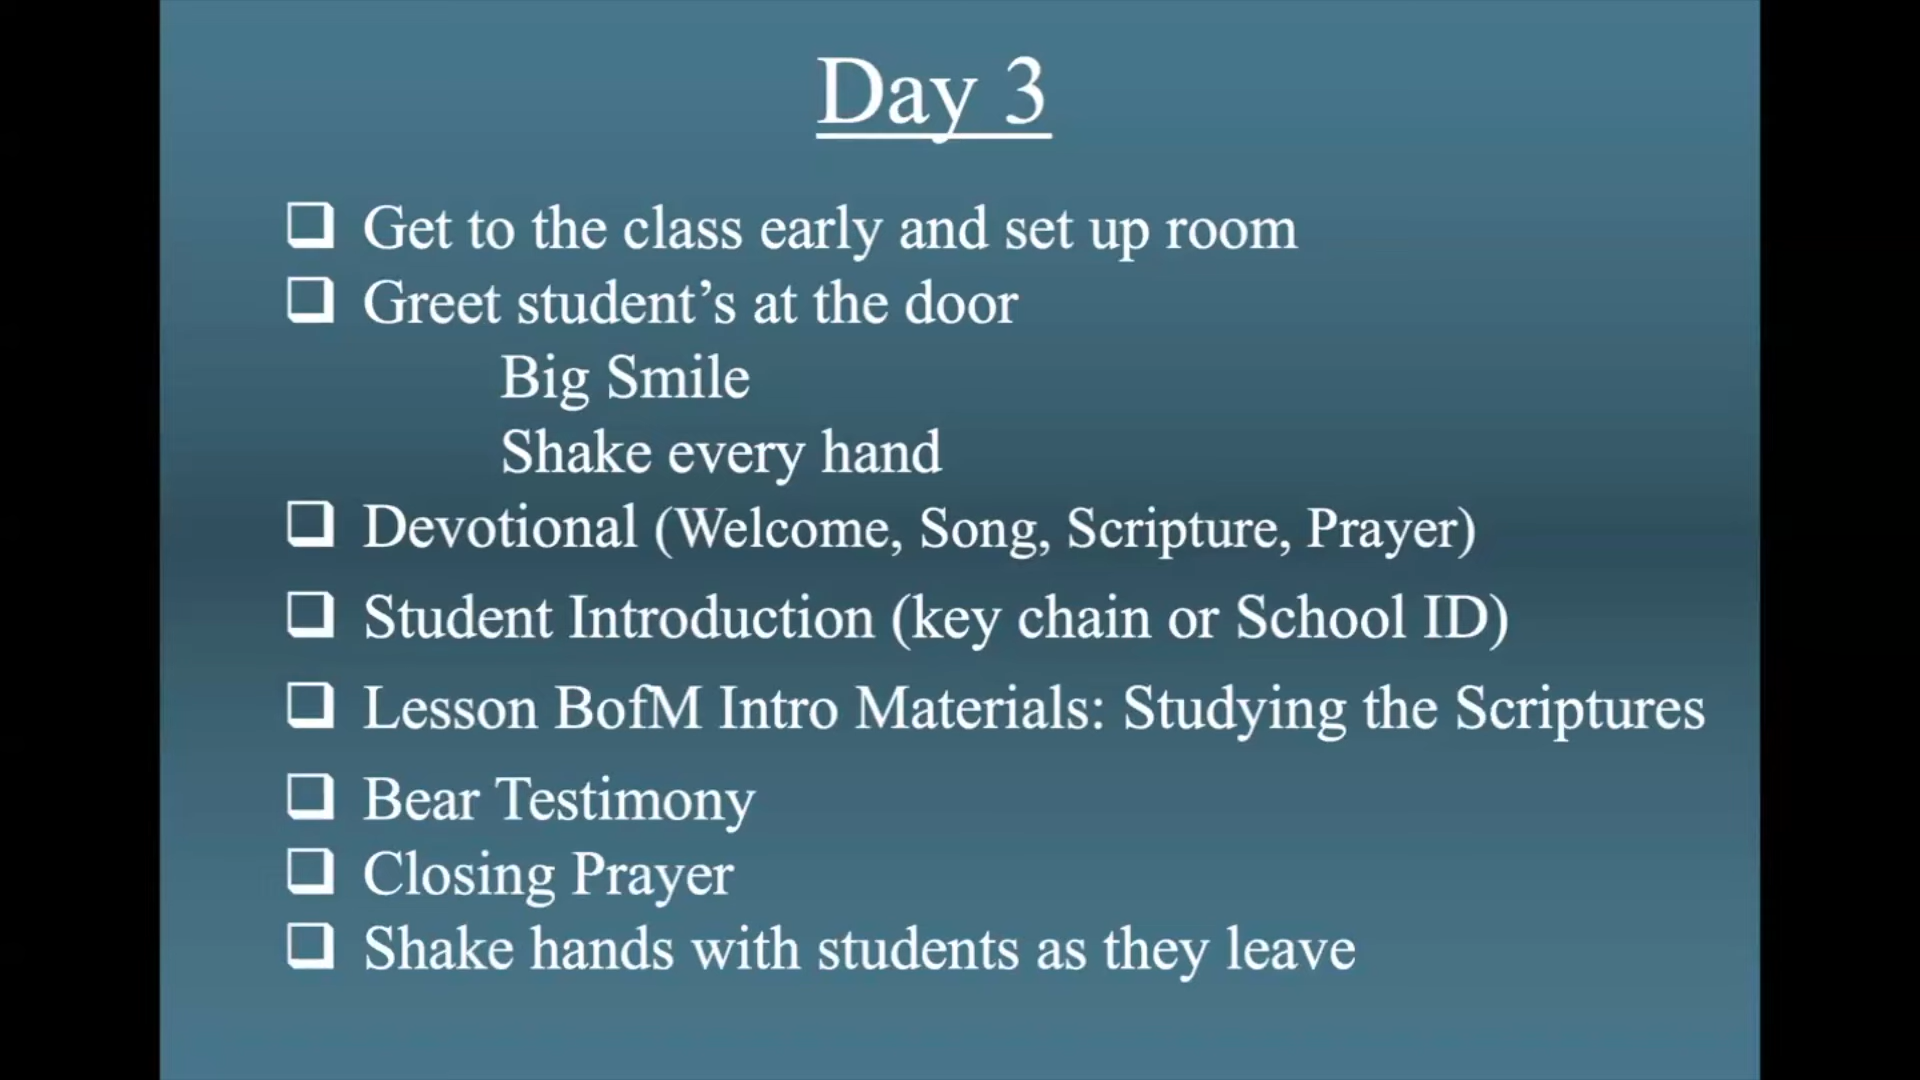 Day 3
❑ Get to the class early and set up room
❑ Greet student’s at the door
Big Smile
Shake every hand
❑ Devotional (Welcome, Song, Scripture, Prayer)
❑ Student Introduction (key chain or School ID)
❑ Lesson BofM Intro Materials: Studying the Scriptures
❑ Bear Testimony
❑ Closing Prayer
❑ Shake hands with students as they leave